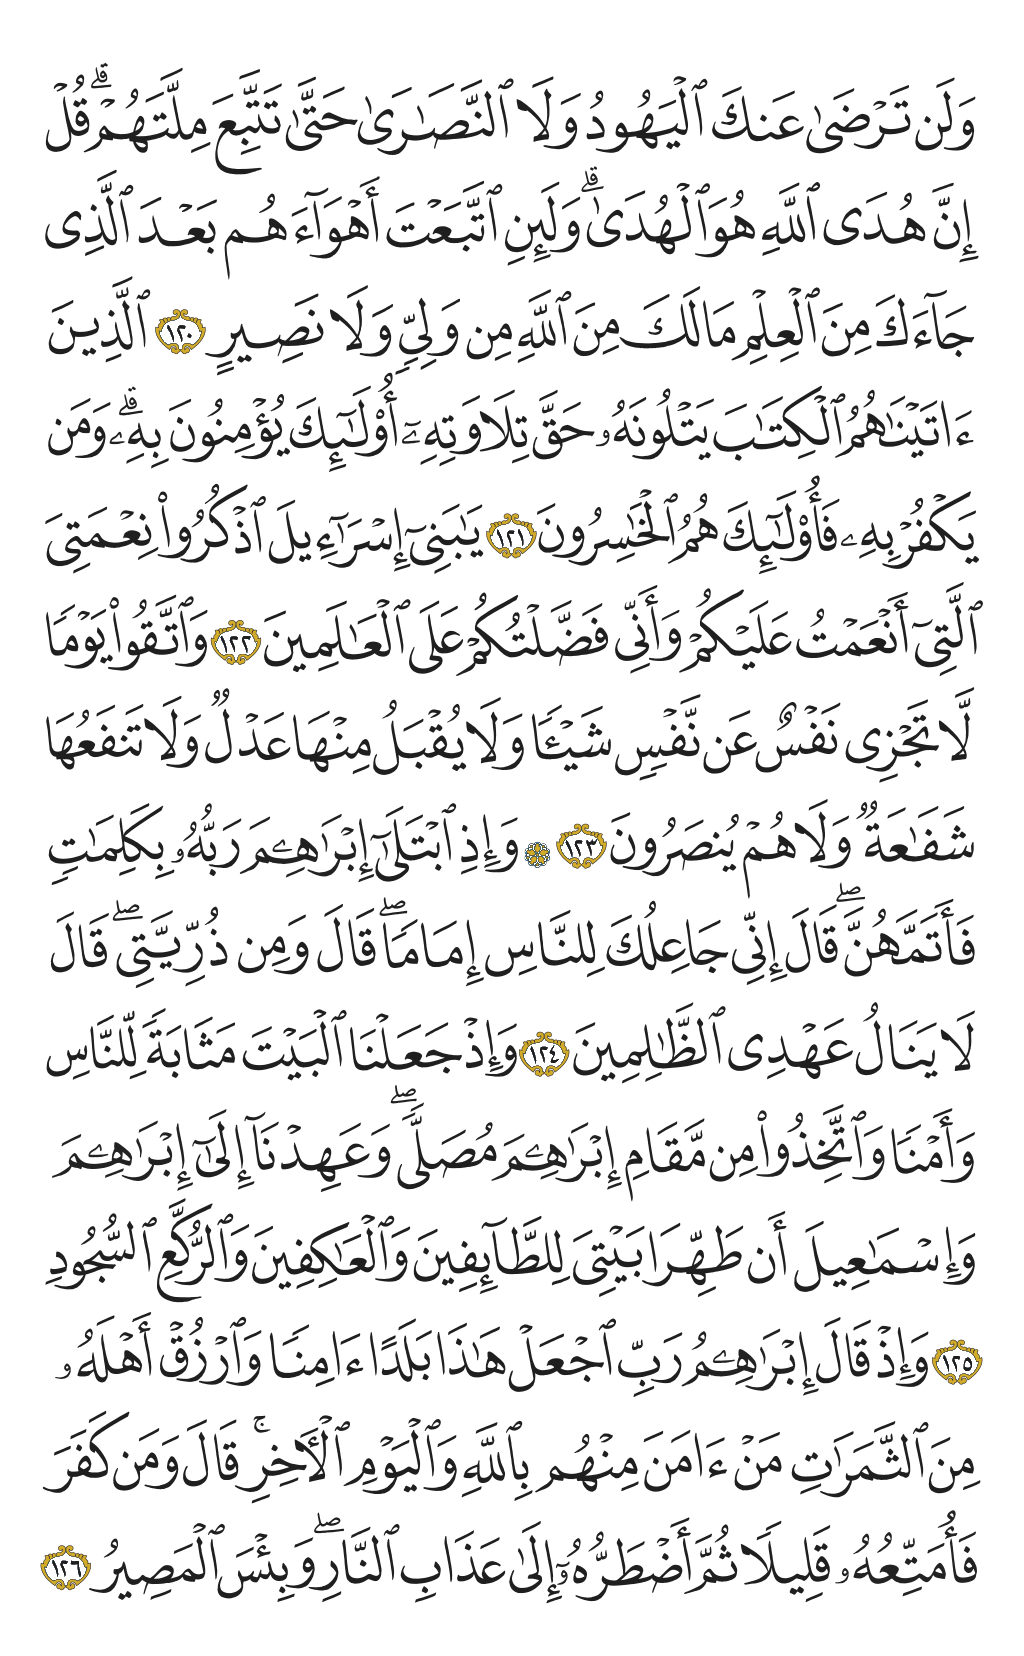 وَلَن تَرْضَىٰ عَنكَ ٱلْيَهُودُ وَلَا ٱلنَّصَـٰرَىٰ حَتَّىٰ تَتَّبِعَ مِلَّتَهُمْ ۗ قُلْ
إِنَّ هُدَى ٱللَّهِ هُوَ ٱلْهُدَىٰ ۗ وَلَئِنِ ٱتَّبَعْتَ أَهْوَآءَهُم بَعْدَ ٱلَّذِى
جَآءَكَ مِنَ ٱلْعِلْمِ مَا لَكَ مِنَ ٱللَّهِ مِن وَلِىٍّ وَلَا نَصِيرٍ ١٢٠ ٱلَّذِينَ
ءَاتَيْنَـٰهُمُ ٱلْكِتَـٰبَ يَتْلُونَهُۥ حَقَّ تِلَاوَتِهِۦٓ أُو۟لَـٰٓئِكَ يُؤْمِنُونَ بِهِۦ ۗ وَمَن
يَكْفُرْ بِهِۦ فَأُو۟لَـٰٓئِكَ هُمُ ٱلْخَـٰسِرُونَ ١٢١ يَـٰبَنِىٓ إِسْرَٰٓءِيلَ ٱذْكُرُوا۟ نِعْمَتِىَ
ٱلَّتِىٓ أَنْعَمْتُ عَلَيْكُمْ وَأَنِّى فَضَّلْتُكُمْ عَلَى ٱلْعَـٰلَمِينَ ١٢٢ وَٱتَّقُوا۟ يَوْمًا
لَّا تَجْزِى نَفْسٌ عَن نَّفْسٍ شَيْـًٔا وَلَا يُقْبَلُ مِنْهَا عَدْلٌ وَلَا تَنفَعُهَا
شَفَـٰعَةٌ وَلَا هُمْ يُنصَرُونَ ١٢٣ ۞ وَإِذِ ٱبْتَلَىٰٓ إِبْرَٰهِـۧمَ رَبُّهُۥ بِكَلِمَـٰتٍ
فَأَتَمَّهُنَّ ۖ قَالَ إِنِّى جَاعِلُكَ لِلنَّاسِ إِمَامًا ۖ قَالَ وَمِن ذُرِّيَّتِى ۖ قَالَ
لَا يَنَالُ عَهْدِى ٱلظَّـٰلِمِينَ ١٢٤ وَإِذْ جَعَلْنَا ٱلْبَيْتَ مَثَابَةً لِّلنَّاسِ
وَأَمْنًا وَٱتَّخِذُوا۟ مِن مَّقَامِ إِبْرَٰهِـۧمَ مُصَلًّى ۖ وَعَهِدْنَآ إِلَىٰٓ إِبْرَٰهِـۧمَ
وَإِسْمَـٰعِيلَ أَن طَهِّرَا بَيْتِىَ لِلطَّآئِفِينَ وَٱلْعَـٰكِفِينَ وَٱلرُّكَّعِ ٱلسُّجُودِ
١٢٥ وَإِذْ قَالَ إِبْرَٰهِـۧمُ رَبِّ ٱجْعَلْ هَـٰذَا بَلَدًا ءَامِنًا وَٱرْزُقْ أَهْلَهُۥ
مِنَ ٱلثَّمَرَٰتِ مَنْ ءَامَنَ مِنْهُم بِٱللَّهِ وَٱلْيَوْمِ ٱلْـَٔاخِرِ ۚ قَالَ وَمَن كَفَرَ
فَأُمَتِّعُهُۥ قَلِيلًا ثُمَّ أَضْطَرُّهُۥٓ إِلَىٰ عَذَابِ ٱلنَّارِ ۖ وَبِئْسَ ٱلْمَصِيرُ ١٢٦